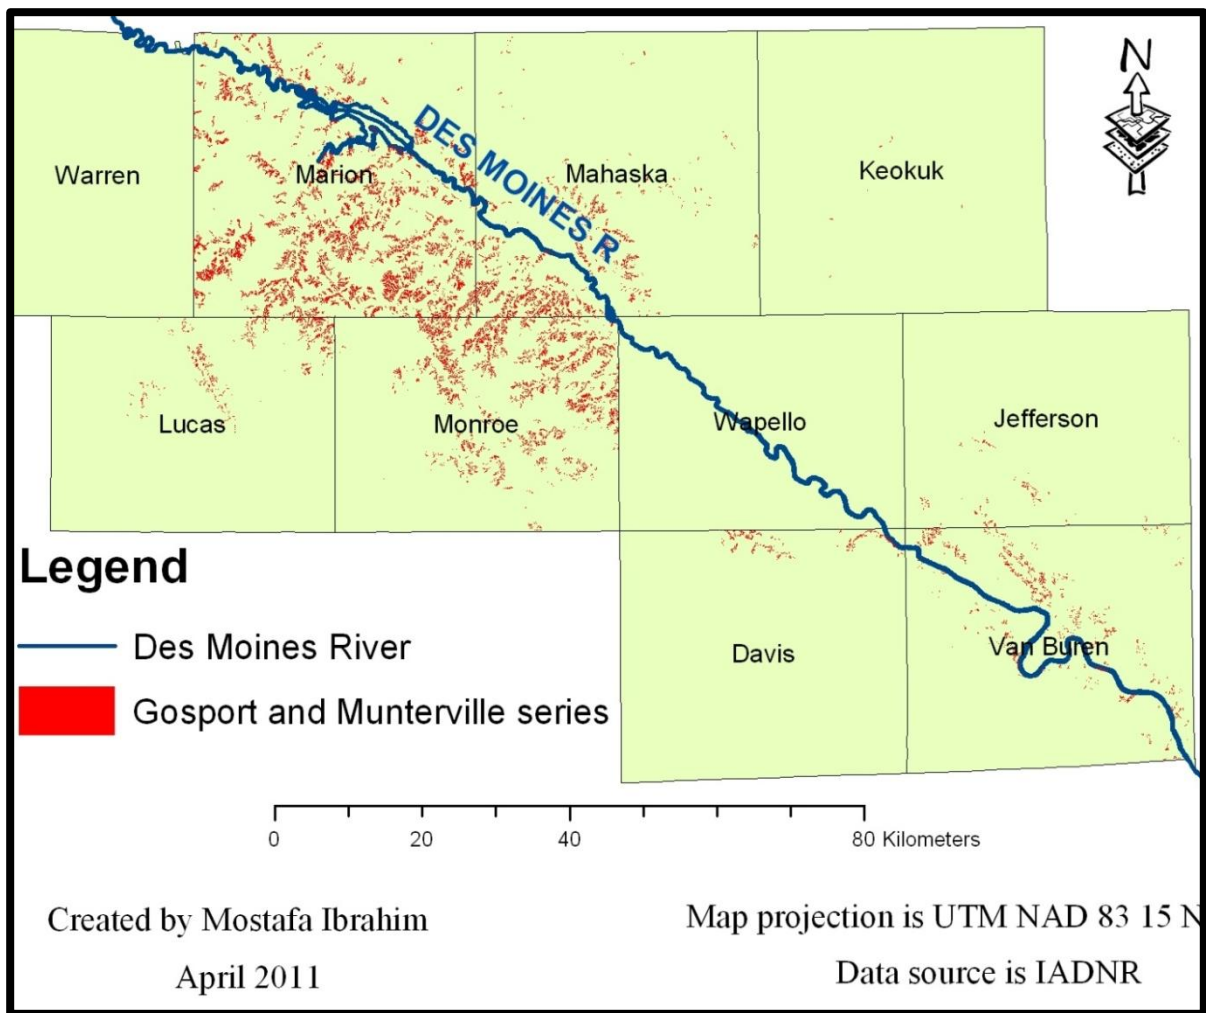 N
DES MOINES R
Warren
Marion
Mahaska
Keokuk
Lucas
Monroe
Wapello
Jefferson
Davis
Van Buren
Legend
Des Moines River
Gosport and Munterville series
0 20 40 80 Kilometers
Created by Mostafa Ibrahim
April 2011
Map projection is UTM NAD 83 15 N
Data source is IADNR